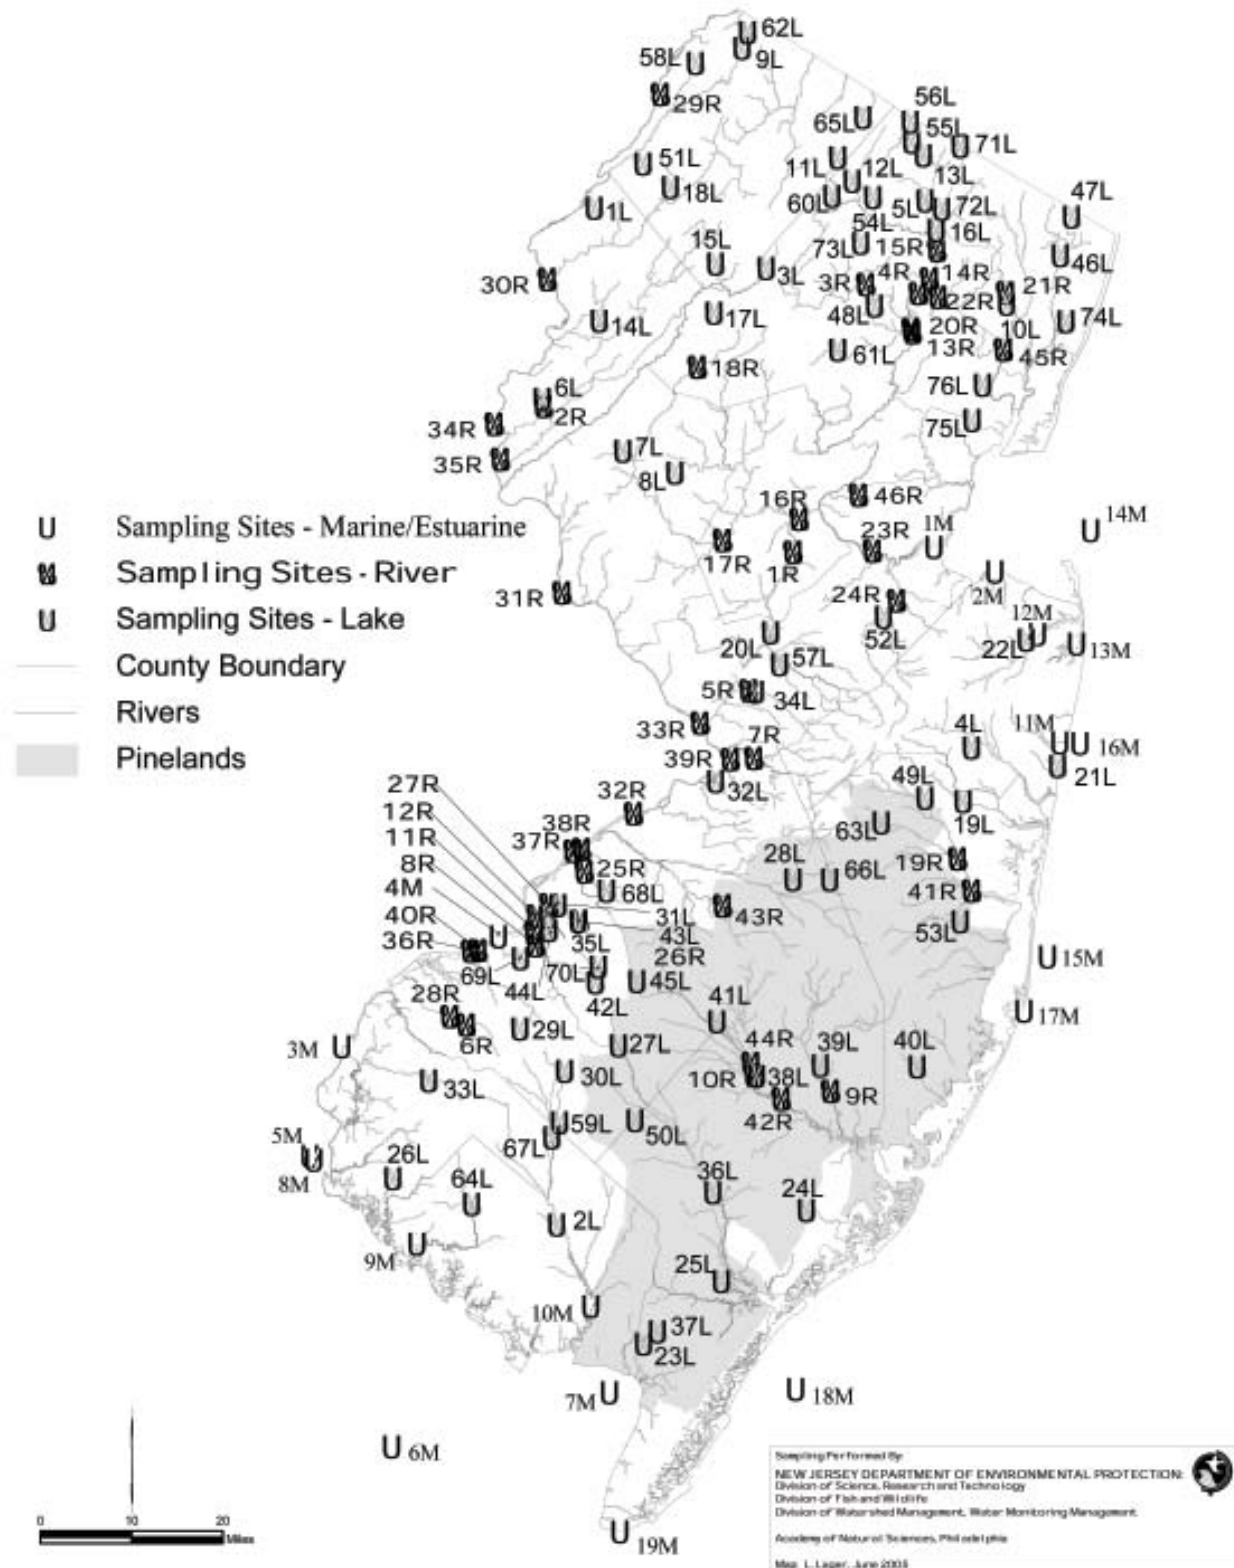 62L
58L
9L
29R
56L
65L
55L
71L
51L
11L
12L
13L
18L
60L
5L
72L
47L
1L
54L
16L
15L
73L
15R
46L
3L
4R
14R
30R
3R
21R
22R
48L
17L
14L
20R
10L
74L
13R
61L
45R
18R
6L
76L
2R
34R
75L
7L
35R
8L
16R
46R
14M
U Sampling Sites - Marine/Estuarine
23R
1M
Sampling Sites - River
17R
1R
31R
24R
2M
U Sampling Sites - Lake
12M
52L
20L
22L
13M
County Boundary
57L
5R
34L
Rivers
33R
7R
4L
11M
16M
Pinelands
39R
21L
27R
32L
49L
32R
12R
19L
38R
63L
11R
37R
28L
19R
8R
25R
66L
4M
68L
41R
31L
43R
40R
35L
43L
53L
36R
26R
69L
70L
15M
44L
45L
28R
42L
41L
17M
29L
6R
44R
39L
40L
3M
27L
30L
10R
38L
33L
9R
42R
59L
50L
5M
67L
26L
36L
8M
64L
24L
2L
9M
25L
10M
37L
23L
7M
18M
6M
Sampling Performed By:
NEW JERSEY DEPARTMENT OF ENVIRONMENTAL PROTECTION:
Division of Science, Research and Technology
Division of Fish and Wildlife
Division of Watershed Management, Water Monitoring Management
0 10 20
Miles
Academy of Natural Sciences, Philadelphia
19M
Map L. Lager, June 2003